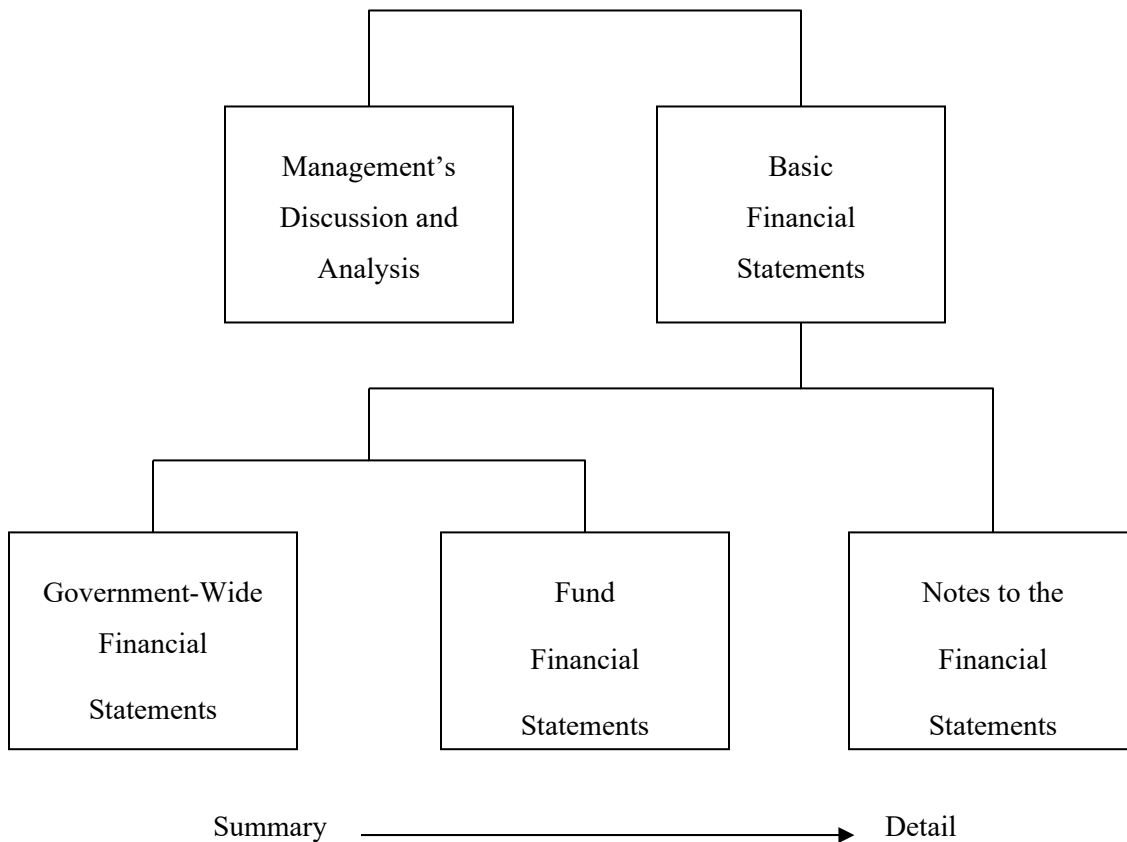 Management’s
Discussion and
Analysis
Basic
Financial
Statements
Government-Wide
Financial
Statements
Fund
Financial
Statements
Notes to the
Financial
Statements
Summary
Detail